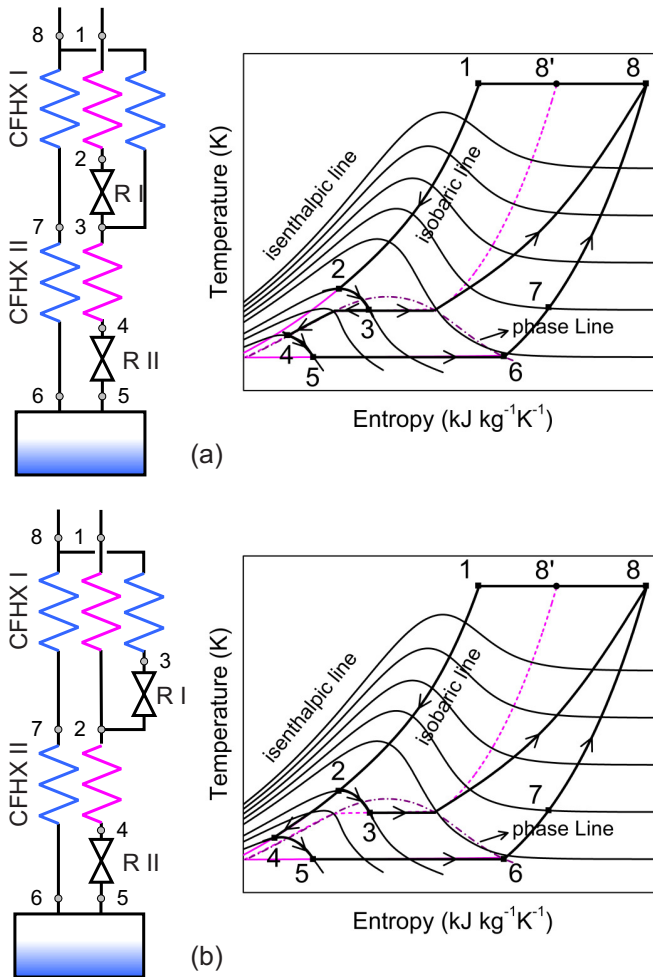 8 1
CFHX I
2
R I
7 3
CFHX II
4
R II
6 5
(a)
Temperature (K)
isenthalpic line
isobaric line
1 8' 8
2
3
4
5
6
7
phase Line
Entropy (kJ kg⁻¹K⁻¹)
8 1
CFHX I
3
R I
7 2
CFHX II
4
R II
6 5
(b)
Temperature (K)
isenthalpic line
isobaric line
1 8' 8
2
3
4
5
6
7
phase Line
Entropy (kJ kg⁻¹K⁻¹)